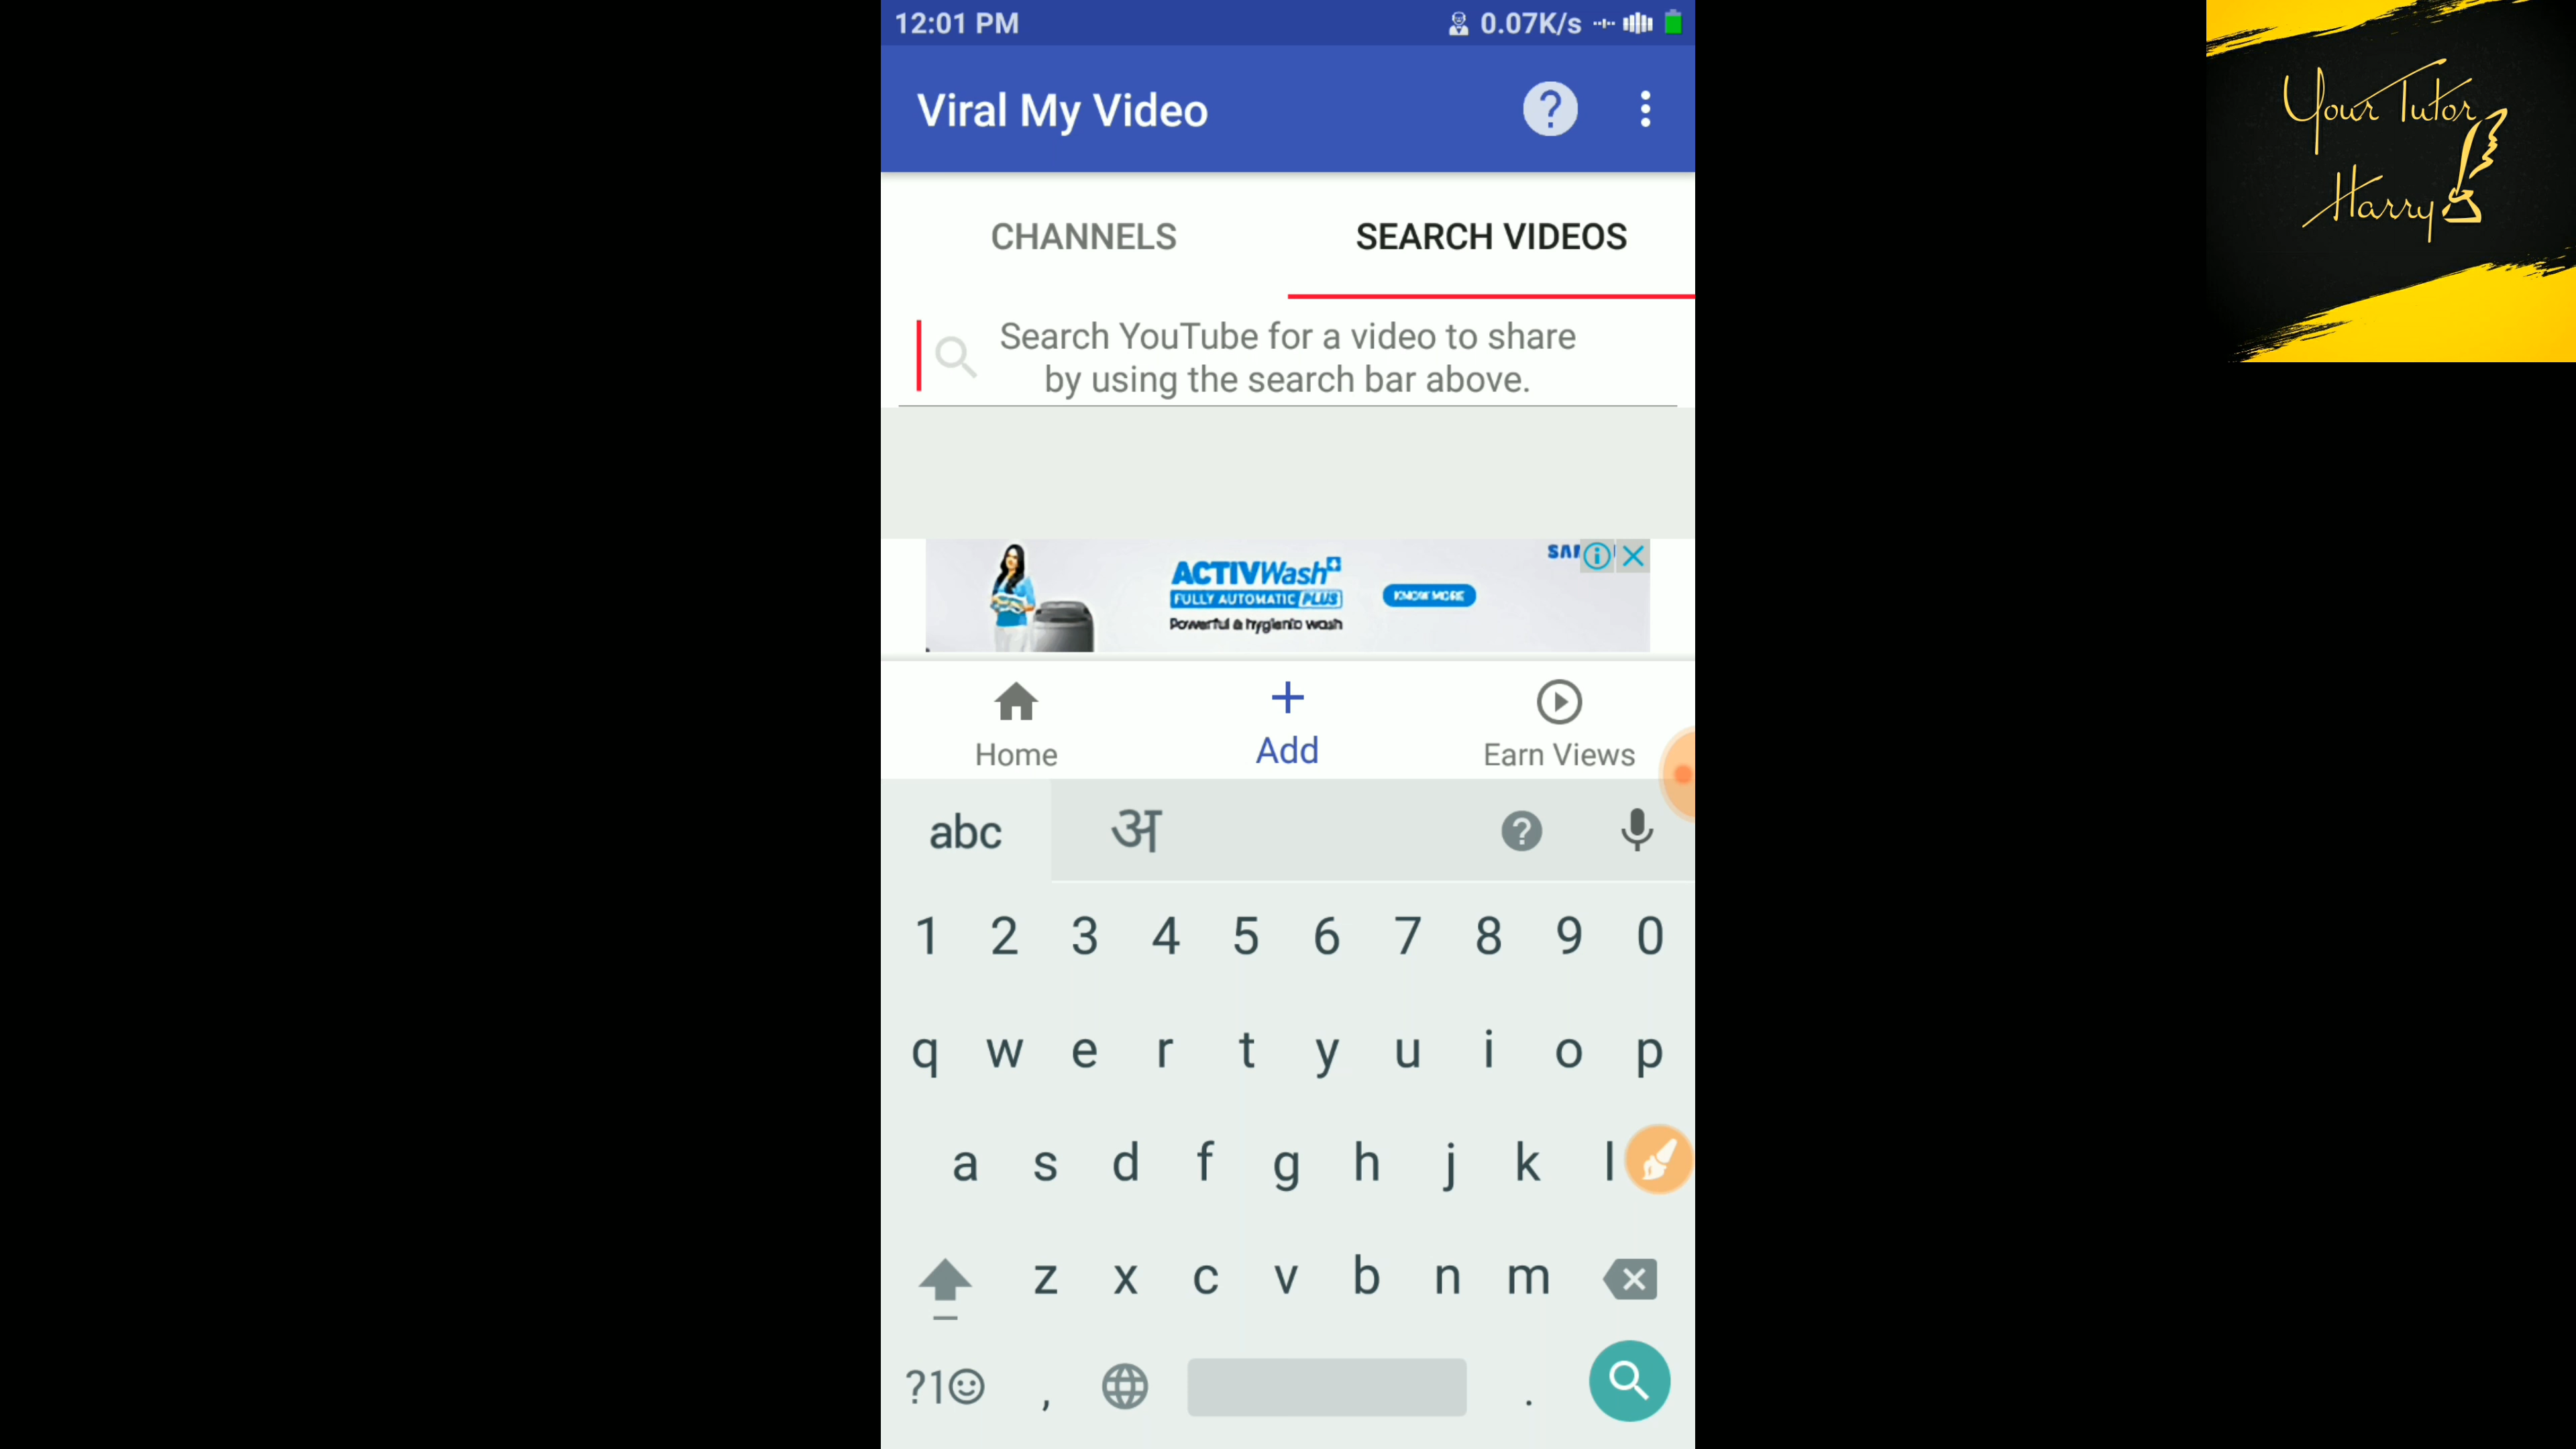 12:01 PM
0.07K/s
Your Tutor
Harry
Viral My Video
?
CHANNELS
SEARCH VIDEOS
Search YouTube for a video to share
by using the search bar above.
ACTIVWash+
FULLY AUTOMATIC PLUS
Powerful & hygienic wash
KNOW MORE
Home
Add
Earn Views
abc
अ
?
1 2 3 4 5 6 7 8 9 0
q w e r t y u i o p
a s d f g h j k l
z x c v b n m
?1☺ , .